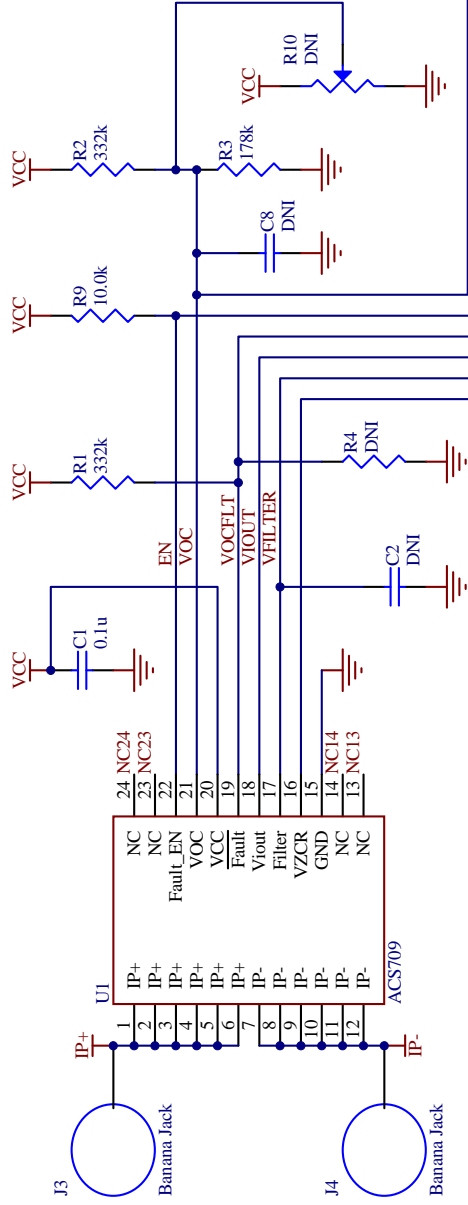 J3
Banana Jack
J4
Banana Jack
IP+
IP-
U1
ACS709
1 IP+
2 IP+
3 IP+
4 IP+
5 IP+
6 IP+
7 IP-
8 IP-
9 IP-
10 IP-
11 IP-
12 IP-
NC 24 NC24
NC 23 NC23
Fault_EN 22
VOC 21
VCC 20
Fault 19
Viout 18
Filter 17
VZCR 16
GND 15
NC 14 NC14
NC 13 NC13
VCC
C1
0.1u
EN
VOC
VOCFLT
VIOUT
VFILTER
VCC
R1
332k
C2
DNI
R4
DNI
VCC
R9
10.0k
C8
DNI
VCC
R2
332k
R3
178k
VCC
R10
DNI